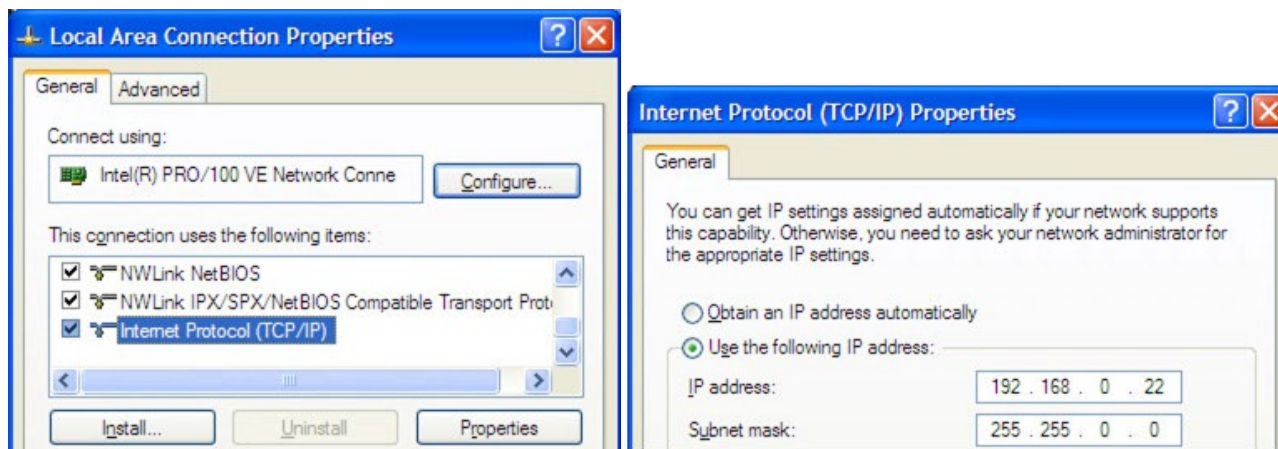 Local Area Connection Properties
General Advanced
Connect using:
Intel(R) PRO/100 VE Network Conne
Configure...
This connection uses the following items:
NWLink NetBIOS
NWLink IPX/SPX/NetBIOS Compatible Transport Proto
Internet Protocol (TCP/IP)
Install... Uninstall Properties
Internet Protocol (TCP/IP) Properties
General
You can get IP settings assigned automatically if your network supports
this capability. Otherwise, you need to ask your network administrator for
the appropriate IP settings.
Obtain an IP address automatically
Use the following IP address:
IP address: 192 . 168 . 0 . 22
Subnet mask: 255 . 255 . 0 . 0